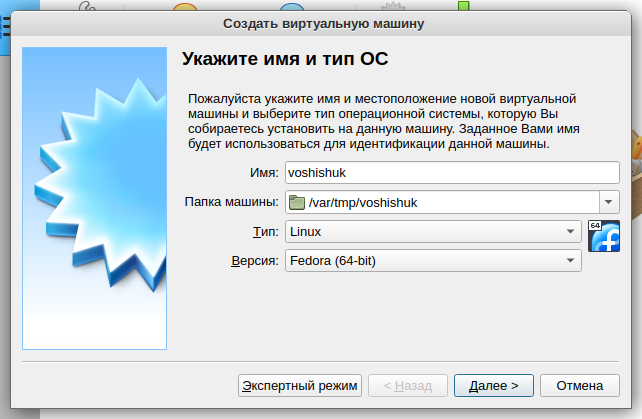 Создать виртуальную машину
Укажите имя и тип ОС
Пожалуйста укажите имя и местоположение новой виртуальной
машины и выберите тип операционной системы, которую Вы
собираетесь установить на данную машину. Заданное Вами имя
будет использоваться для идентификации данной машины.
Имя: voshishuk
Папка машины: /var/tmp/voshishuk
Тип: Linux 64
Версия: Fedora (64-bit)
Экспертный режим < Назад Далее > Отмена